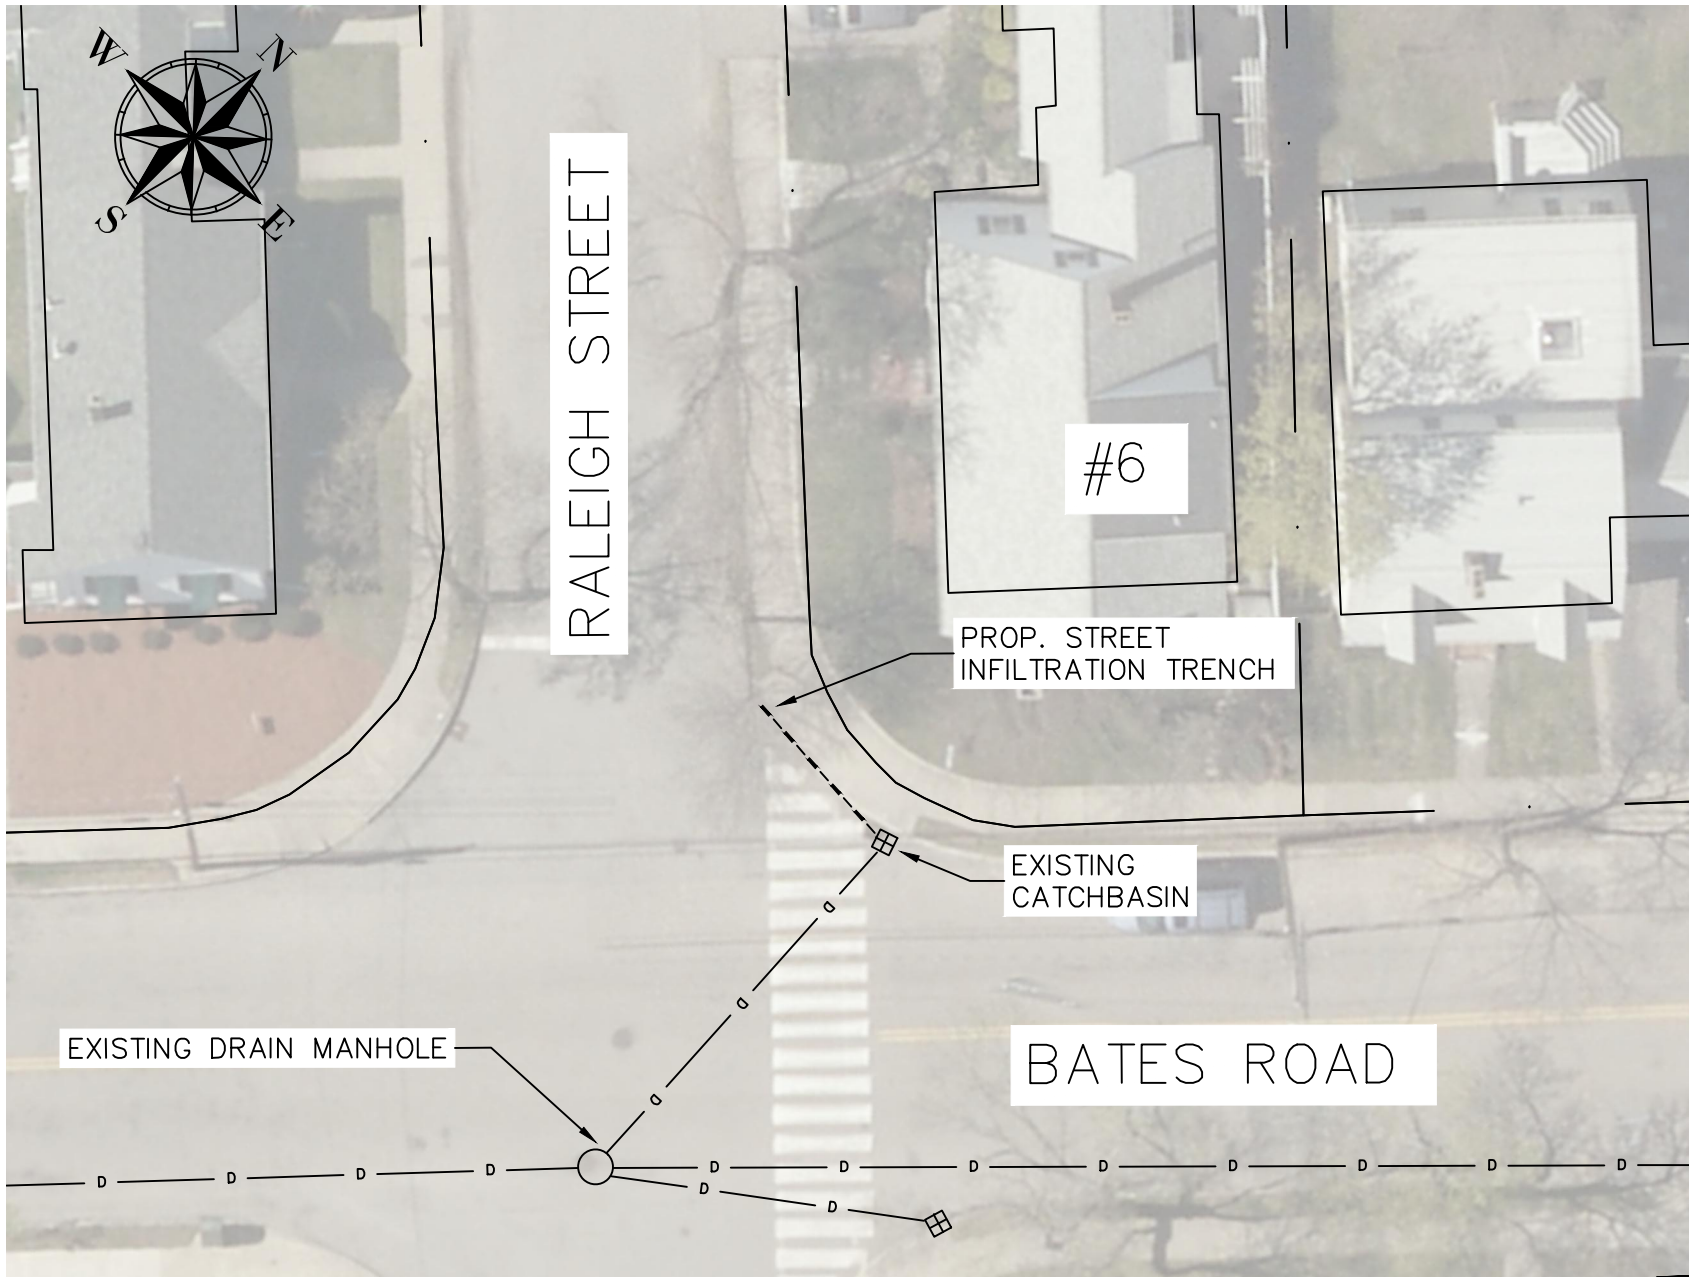 W
N
S
E
RALEIGH STREET
#6
PROP. STREET
INFILTRATION TRENCH
EXISTING
CATCHBASIN
EXISTING DRAIN MANHOLE
BATES ROAD
D
D
D
D D D D D D D D D D D D
D D